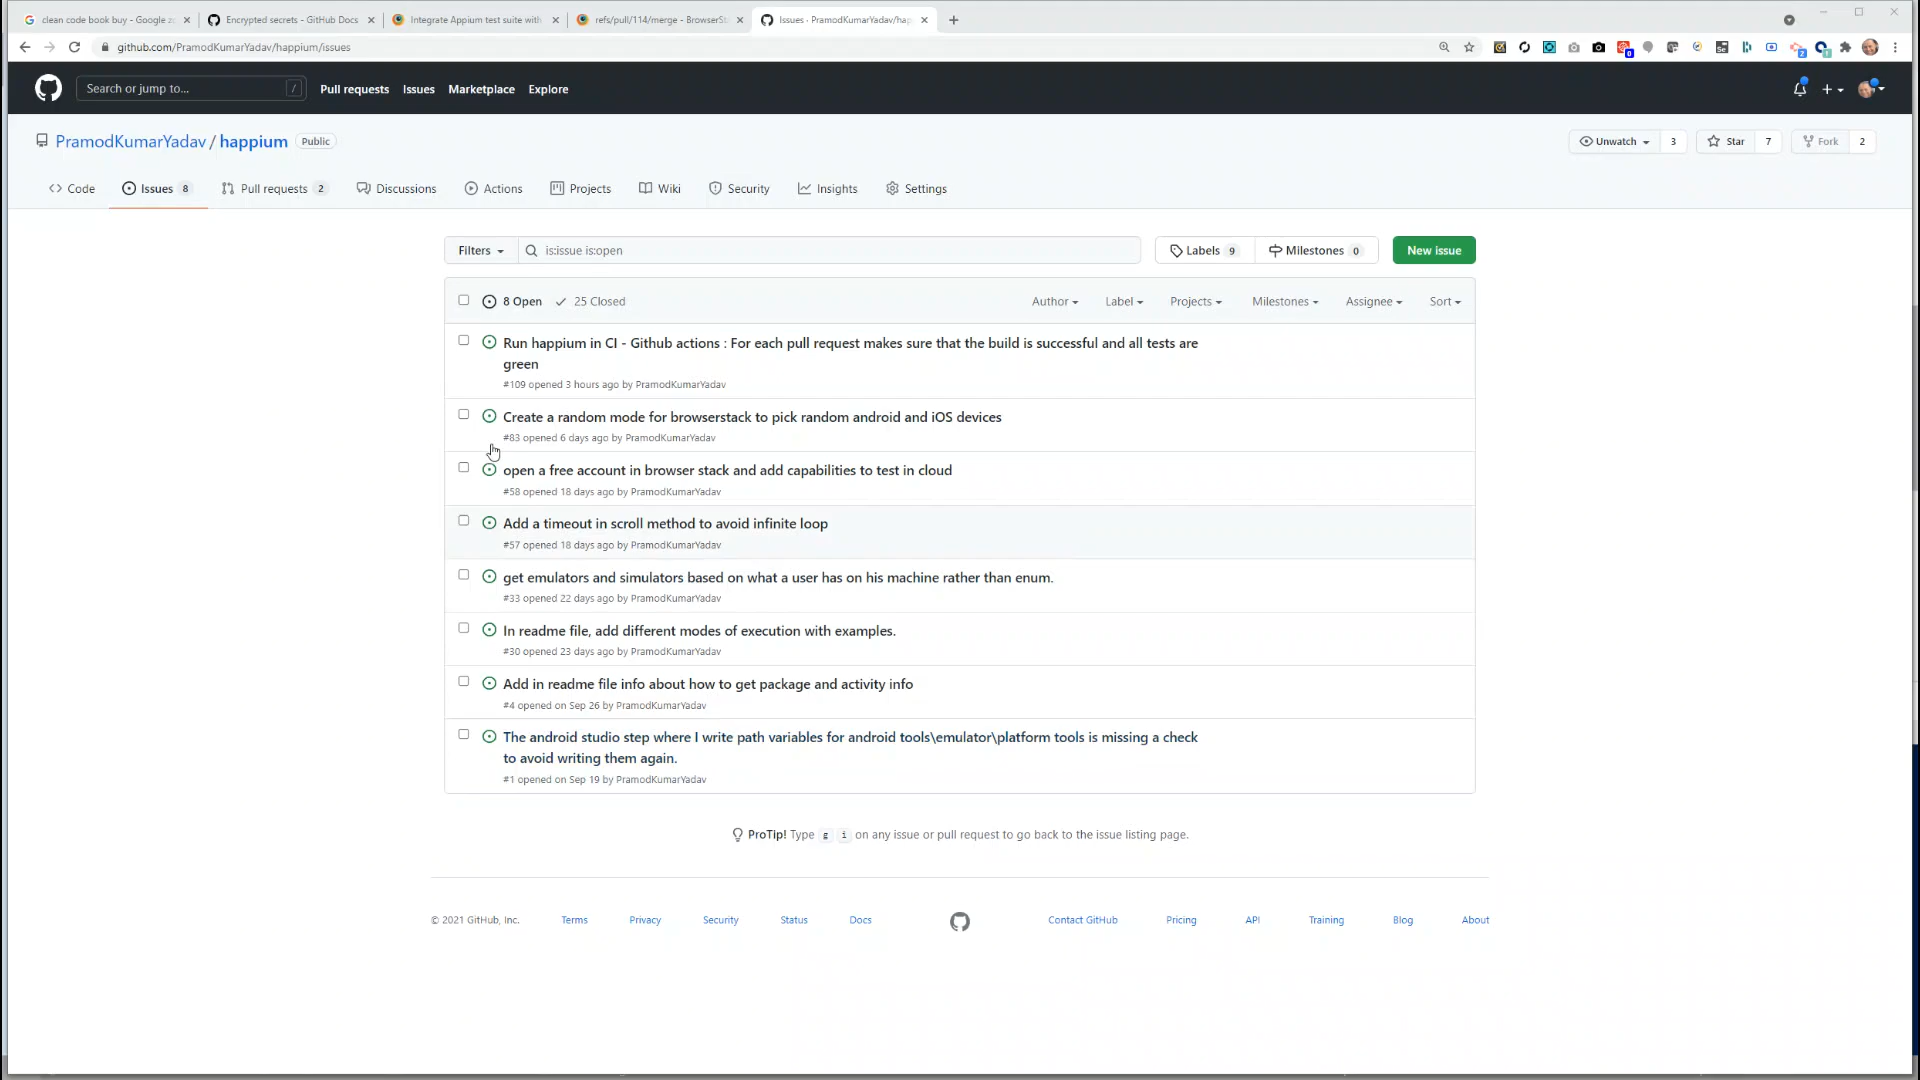 clean code book buy - Google
Encrypted secrets - GitHub Docs
Integrate Appium test suite with
refs/pull/114/merge - BrowserSt
Issues · PramodKumarYadav/hap
github.com/PramodKumarYadav/happium/issues
Search or jump to... /
Pull requests Issues Marketplace Explore
PramodKumarYadav / happium Public
Unwatch 3 Star 7 Fork 2
Code Issues 8 Pull requests 2 Discussions Actions Projects Wiki Security Insights Settings
Filters is:issue is:open Labels 9 Milestones 0 New issue
8 Open 25 Closed Author Label Projects Milestones Assignee Sort
Run happium in CI - Github actions : For each pull request makes sure that the build is successful and all tests are
green
#109 opened 3 hours ago by PramodKumarYadav
Create a random mode for browserstack to pick random android and iOS devices
#83 opened 6 days ago by PramodKumarYadav
open a free account in browser stack and add capabilities to test in cloud
#58 opened 18 days ago by PramodKumarYadav
Add a timeout in scroll method to avoid infinite loop
#57 opened 18 days ago by PramodKumarYadav
get emulators and simulators based on what a user has on his machine rather than enum.
#33 opened 22 days ago by PramodKumarYadav
In readme file, add different modes of execution with examples.
#30 opened 23 days ago by PramodKumarYadav
Add in readme file info about how to get package and activity info
#4 opened on Sep 26 by PramodKumarYadav
The android studio step where I write path variables for android tools\emulator\platform tools is missing a check
to avoid writing them again.
#1 opened on Sep 19 by PramodKumarYadav
ProTip! Type g i on any issue or pull request to go back to the issue listing page.
© 2021 GitHub, Inc. Terms Privacy Security Status Docs Contact GitHub Pricing API Training Blog About